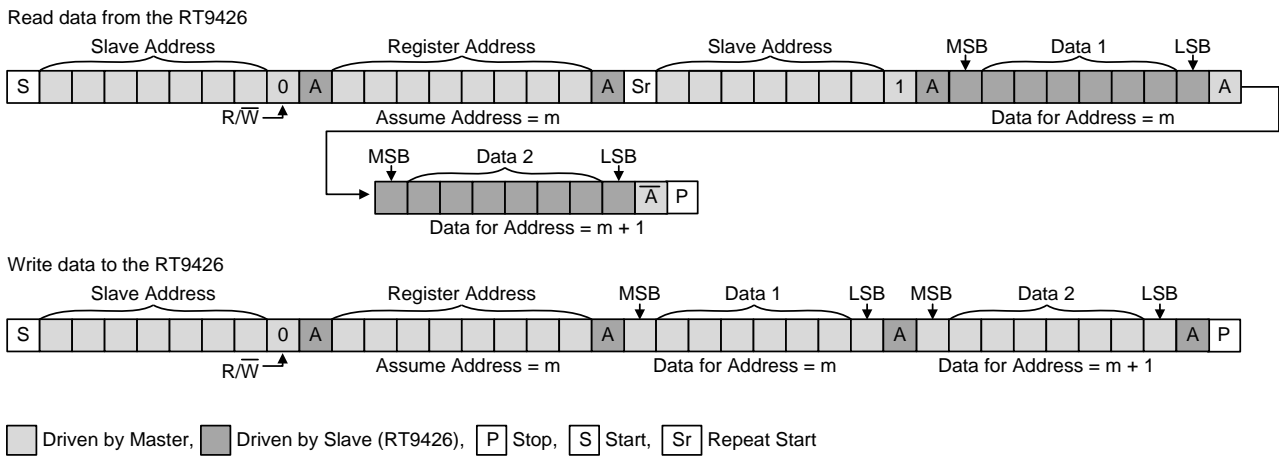 Read data from the RT9426
Slave Address Register Address Slave Address MSB Data 1 LSB
S 0 A A Sr 1 A A
R/W̅ Assume Address = m Data for Address = m
MSB Data 2 LSB
A̅ P
Data for Address = m + 1
Write data to the RT9426
Slave Address Register Address MSB Data 1 LSB MSB Data 2 LSB
S 0 A A A A P
R/W̅ Assume Address = m Data for Address = m Data for Address = m + 1
Driven by Master, Driven by Slave (RT9426), P Stop, S Start, Sr Repeat Start